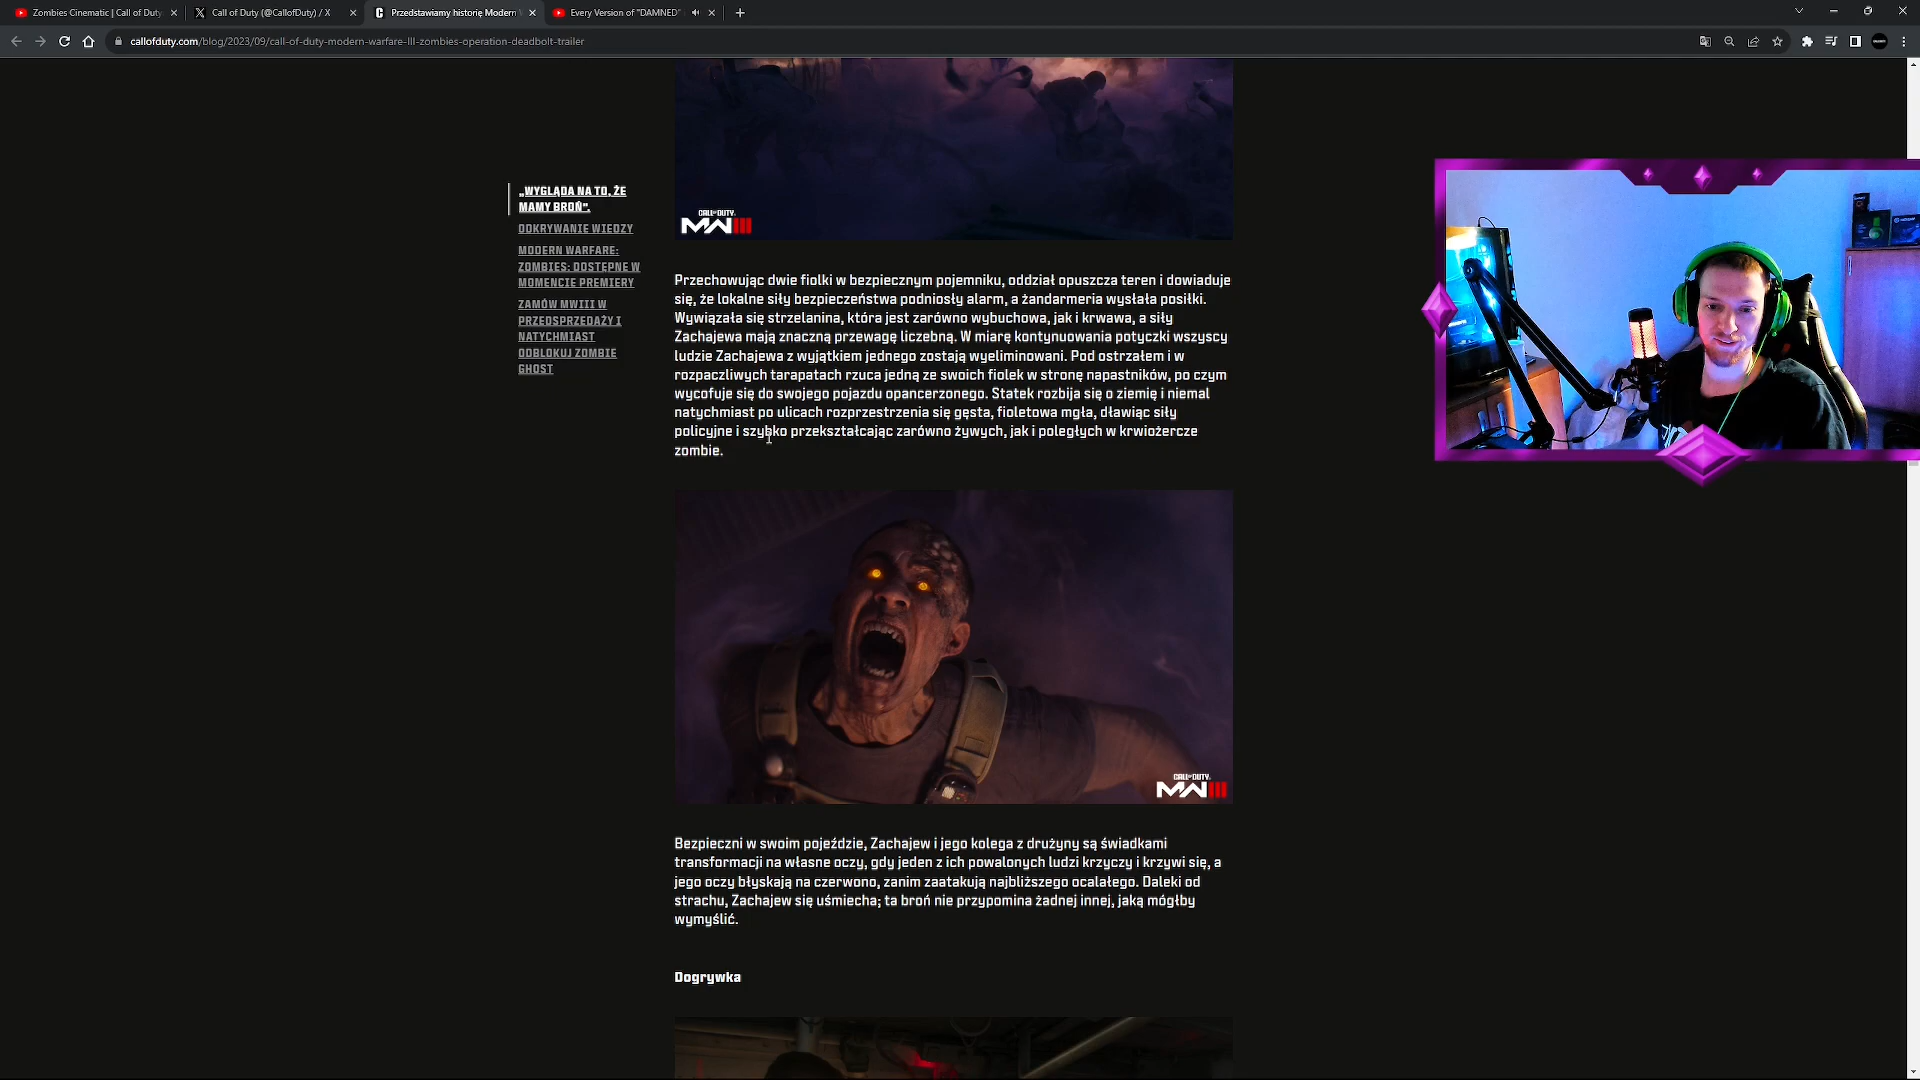 Zombies Cinematic | Call of Duty
Call of Duty (@CallofDuty) / X
Przedstawiamy historię Modern W
Every Version of "DAMNED"
callofduty.com/blog/2023/09/call-of-duty-modern-warfare-III-zombies-operation-deadbolt-trailer
„WYGLĄDA NA TO, ŻE
MAMY BROŃ”.
ODKRYWANIE WIEDZY
MODERN WARFARE:
ZOMBIES: DOSTĘPNE W
MOMENCIE PREMIERY
ZAMÓW MWIII W
PRZEDSPRZEDAŻY I
NATYCHMIAST
ODBLOKUJ ZOMBIE
GHOST
CALL OF DUTY.
MWIII
Przechowując dwie fiolki w bezpiecznym pojemniku, oddział opuszcza teren i dowiaduje
się, że lokalne siły bezpieczeństwa podniosły alarm, a żandarmeria wysłała posiłki.
Wywiązała się strzelanina, która jest zarówno wybuchowa, jak i krwawa, a siły
Zachajewa mają znaczną przewagę liczebną. W miarę kontynuowania potyczki wszyscy
ludzie Zachajewa z wyjątkiem jednego zostają wyeliminowani. Pod ostrzałem i w
rozpaczliwych tarapatach rzuca jedną ze swoich fiolek w stronę napastników, po czym
wycofuje się do swojego pojazdu opancerzonego. Statek rozbija się o ziemię i niemal
natychmiast po ulicach rozprzestrzenia się gęsta, fioletowa mgła, dławiąc siły
policyjne i szybko przekształcając zarówno żywych, jak i poległych w krwiożercze
zombie.
CALL OF DUTY.
MWIII
Bezpieczni w swoim pojeździe, Zachajew i jego kolega z drużyny są świadkami
transformacji na własne oczy, gdy jeden z ich powalonych ludzi krzyczy i krzywi się, a
jego oczy błyskają na czerwono, zanim zaatakują najbliższego ocalałego. Daleki od
strachu, Zachajew się uśmiecha; ta broń nie przypomina żadnej innej, jaką mógłby
wymyślić.
Dogrywka